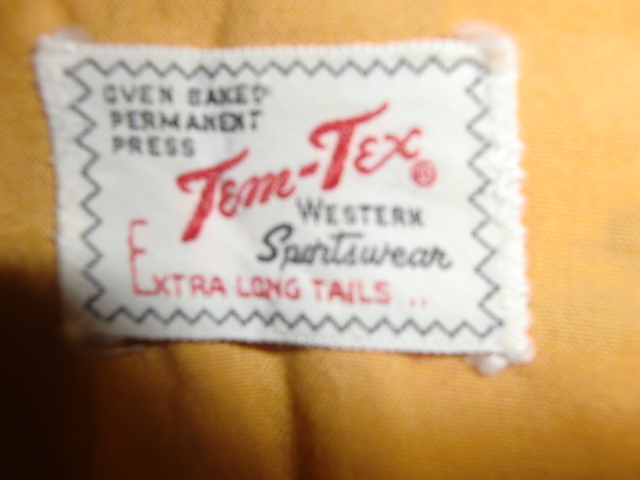 OVEN BAKED
PERMANENT
PRESS
TEM-TEX®
WESTERN
Sportswear
EXTRA LONG TAILS ..